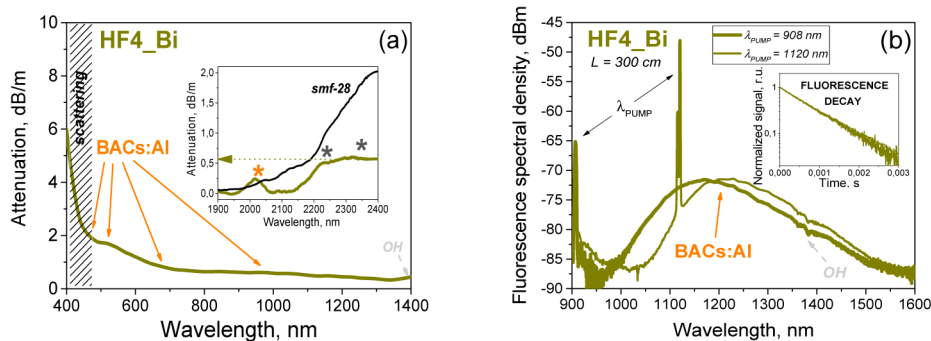 HF4_Bi
(a)
Attenuation, dB/m
10
8
6
4
2
0
scattering
BACs:Al
OH
400 600 800 1000 1200 1400
Wavelength, nm
Attenuation, dB/m
2,0
1,5
1,0
0,5
0,0
smf-28
*
*
*
1900 2000 2100 2200 2300 2400
Wavelength, nm
HF4_Bi
(b)
L = 300 cm
λPUMP = 908 nm
λPUMP = 1120 nm
Fluorescence spectral density, dBm
-45
-50
-55
-60
-65
-70
-75
-80
-85
-90
λPUMP
BACs:Al
OH
900 1000 1100 1200 1300 1400 1500 1600
Wavelength, nm
Normalized signal, r.u.
1
0,1
FLUORESCENCE
DECAY
0.000 0.001 0.002 0.003
Time, s